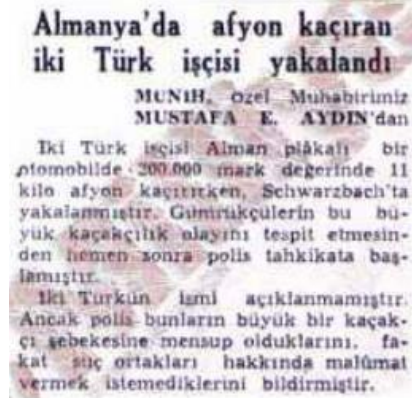 Almanya'da afyon kaçıran
iki Türk işçisi yakalandı
MUNIH, Özel Muhabirimiz
MUSTAFA E. AYDIN'dan
İki Türk işçisi Alman plâkalı bir
otomobilde 200.000 mark değerinde 11
kilo afyon kaçırırken, Schwarzbach'ta
yakalanmıştır. Gümrükçülerin bu bü-
yük kaçakçılık olayını tespit etmesin-
den hemen sonra polis tahkikata baş-
lamıştır.
İki Türkün ismi açıklanmamıştır.
Ancak polis bunların büyük bir kaçak-
çı şebekesine mensup olduklarını, fa-
kat suç ortakları hakkında malûmat
vermek istemediklerini bildirmiştir.